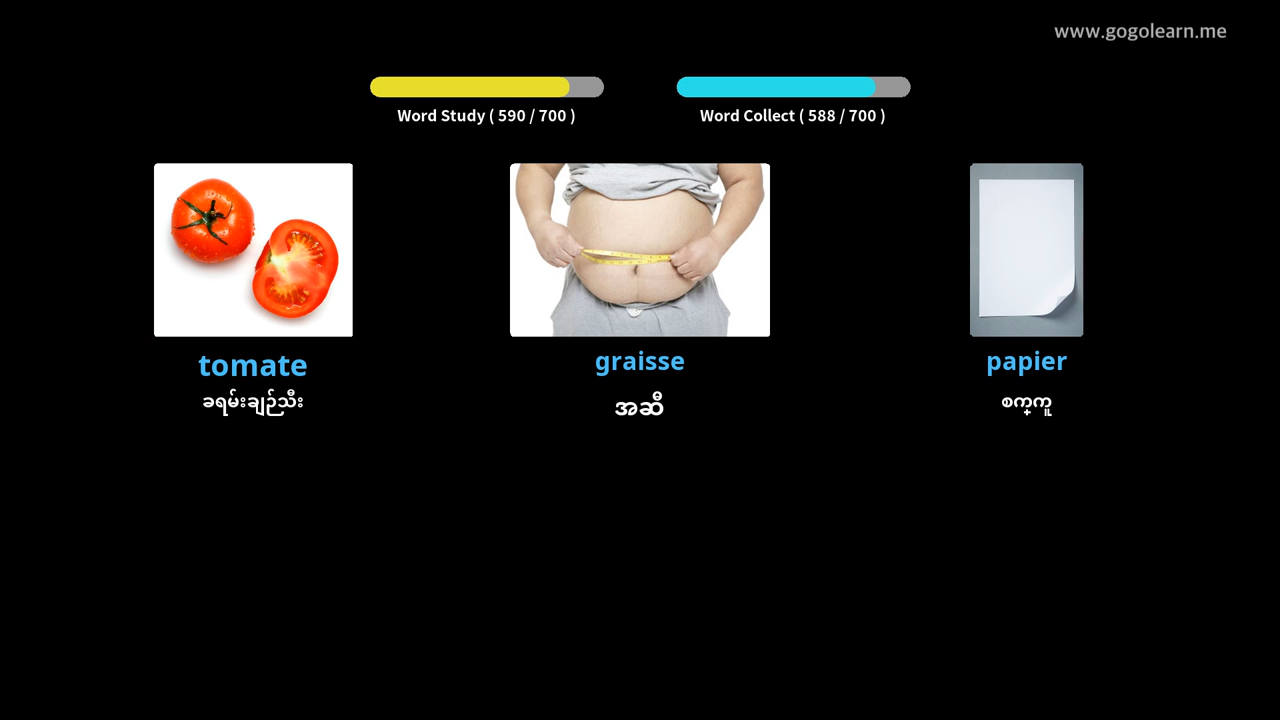 www.gogolearn.me
Word Study ( 590 / 700 )
Word Collect ( 588 / 700 )
tomate
ခရမ်းချဉ်သီး
graisse
အဆီ
papier
စက္ကူ